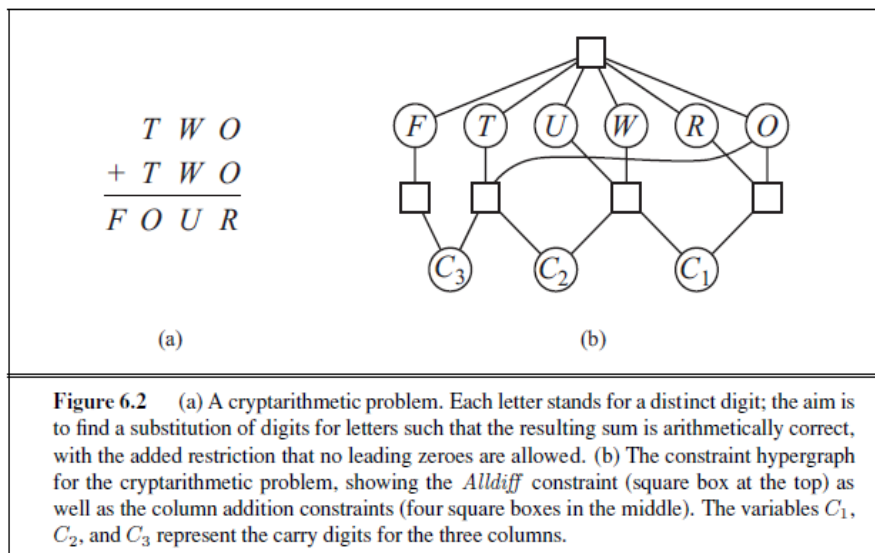 T W O
+ T W O
F O U R
(a)
F T U W R O
C3 C2 C1
(b)
Figure 6.2 (a) A cryptarithmetic problem. Each letter stands for a distinct digit; the aim is
to find a substitution of digits for letters such that the resulting sum is arithmetically correct,
with the added restriction that no leading zeroes are allowed. (b) The constraint hypergraph
for the cryptarithmetic problem, showing the Alldiff constraint (square box at the top) as
well as the column addition constraints (four square boxes in the middle). The variables C1,
C2, and C3 represent the carry digits for the three columns.